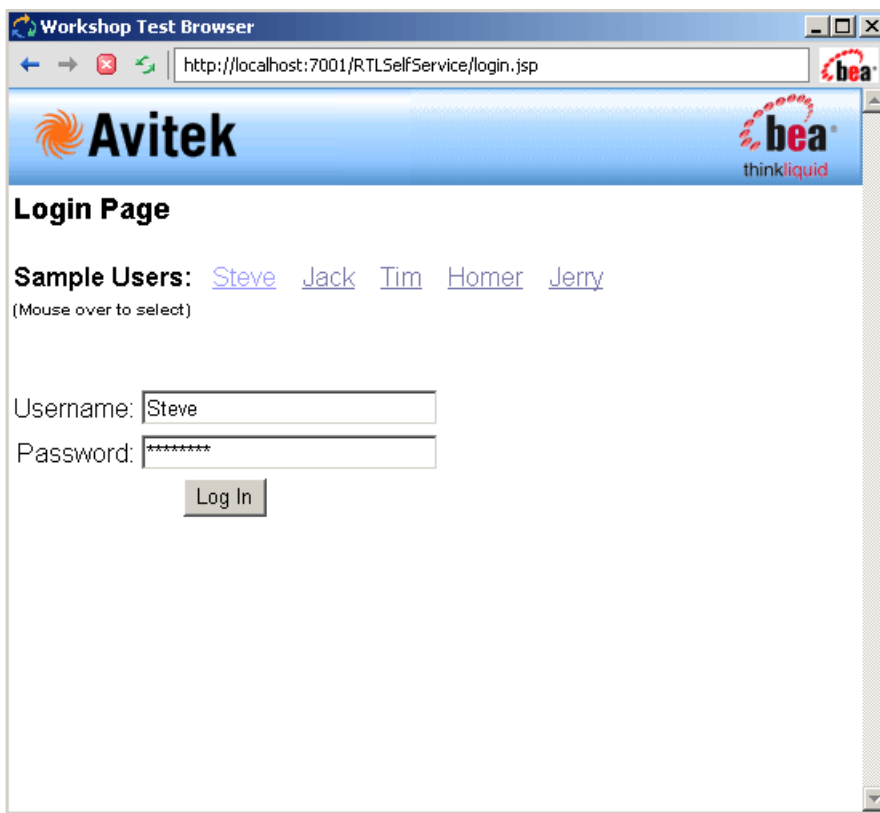 Workshop Test Browser
http://localhost:7001/RTLSelfService/login.jsp
bea
Avitek
bea
thinkliquid
Login Page
Sample Users: Steve Jack Tim Homer Jerry
(Mouse over to select)
Username: Steve
Password: ********
Log In